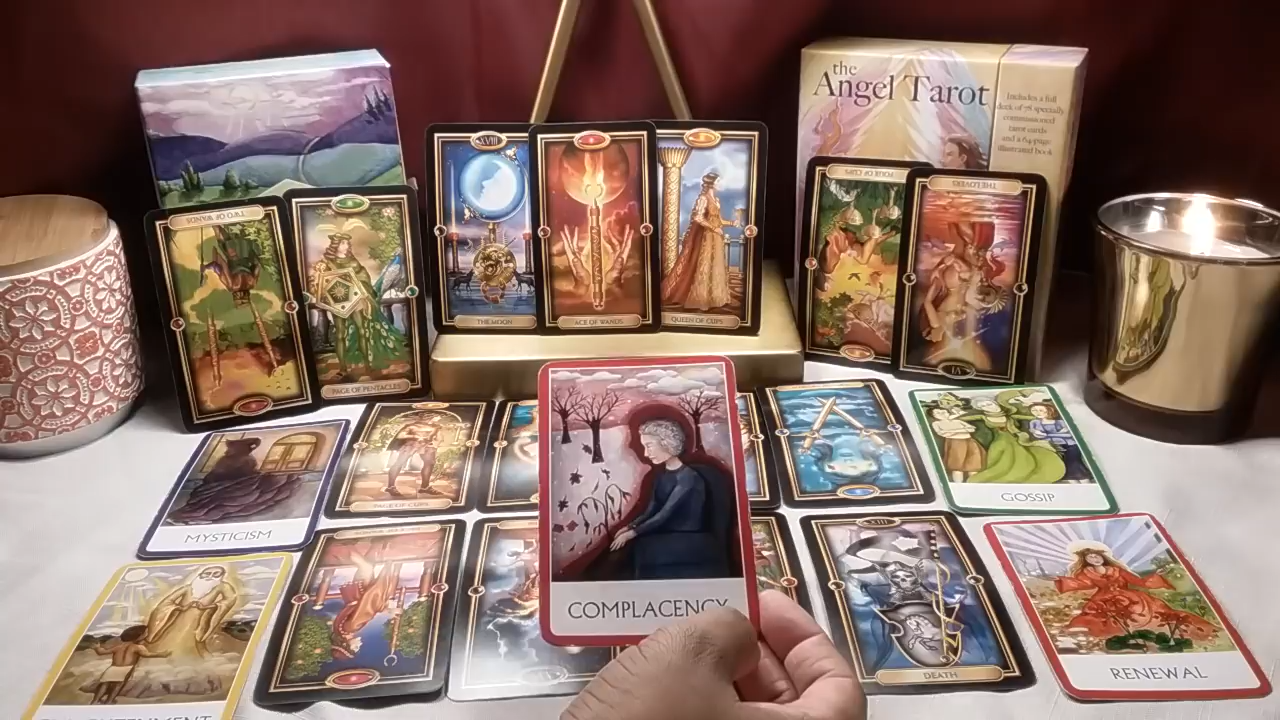 the
Angel Tarot
Includes a full
deck of 78 specially
commissioned
tarot cards
and a 64-page
illustrated book
XVIII
THE MOON
ACE OF WANDS
QUEEN OF CUPS
TWO OF WANDS
PAGE OF PENTACLES
FOUR OF CUPS
THE LOVERS
VI
MYSTICISM
PAGE OF CUPS
COMPLACENCY
GOSSIP
XIII
DEATH
RENEWAL